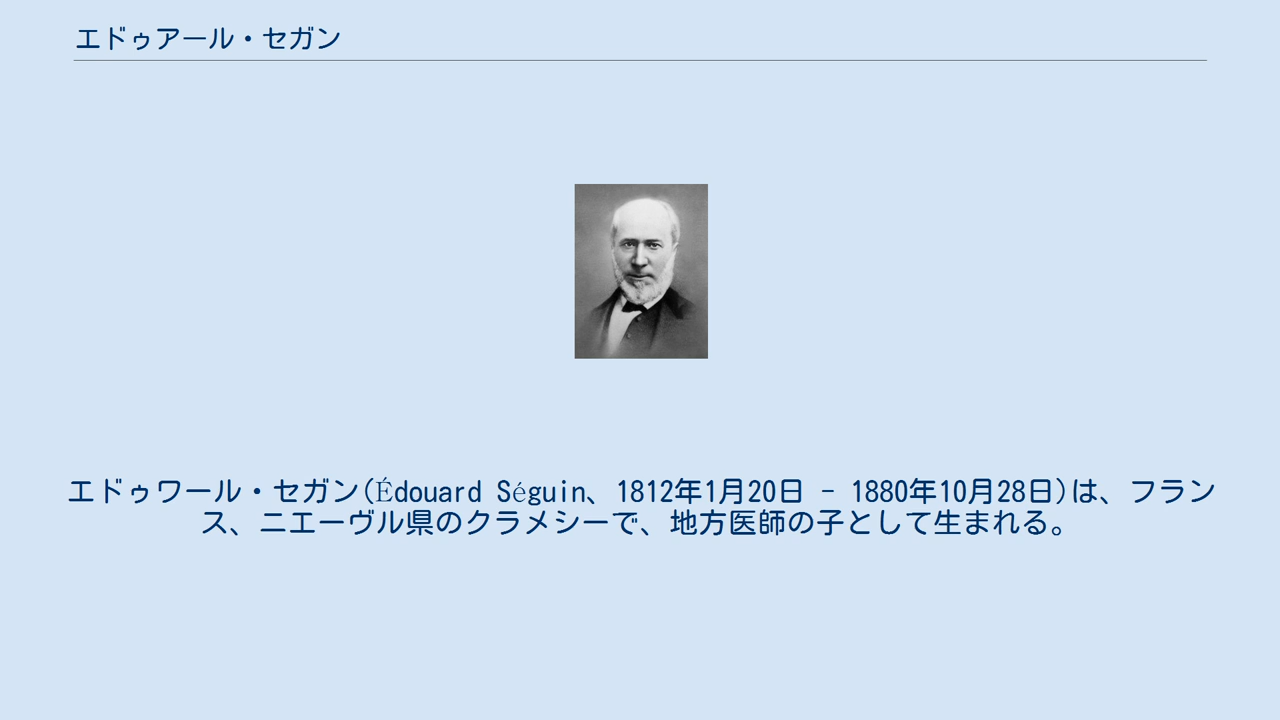 エドゥアール・セガン
エドゥワール・セガン(Édouard Séguin、1812年1月20日 - 1880年10月28日)は、フラン
ス、ニエーヴル県のクラメシーで、地方医師の子として生まれる。